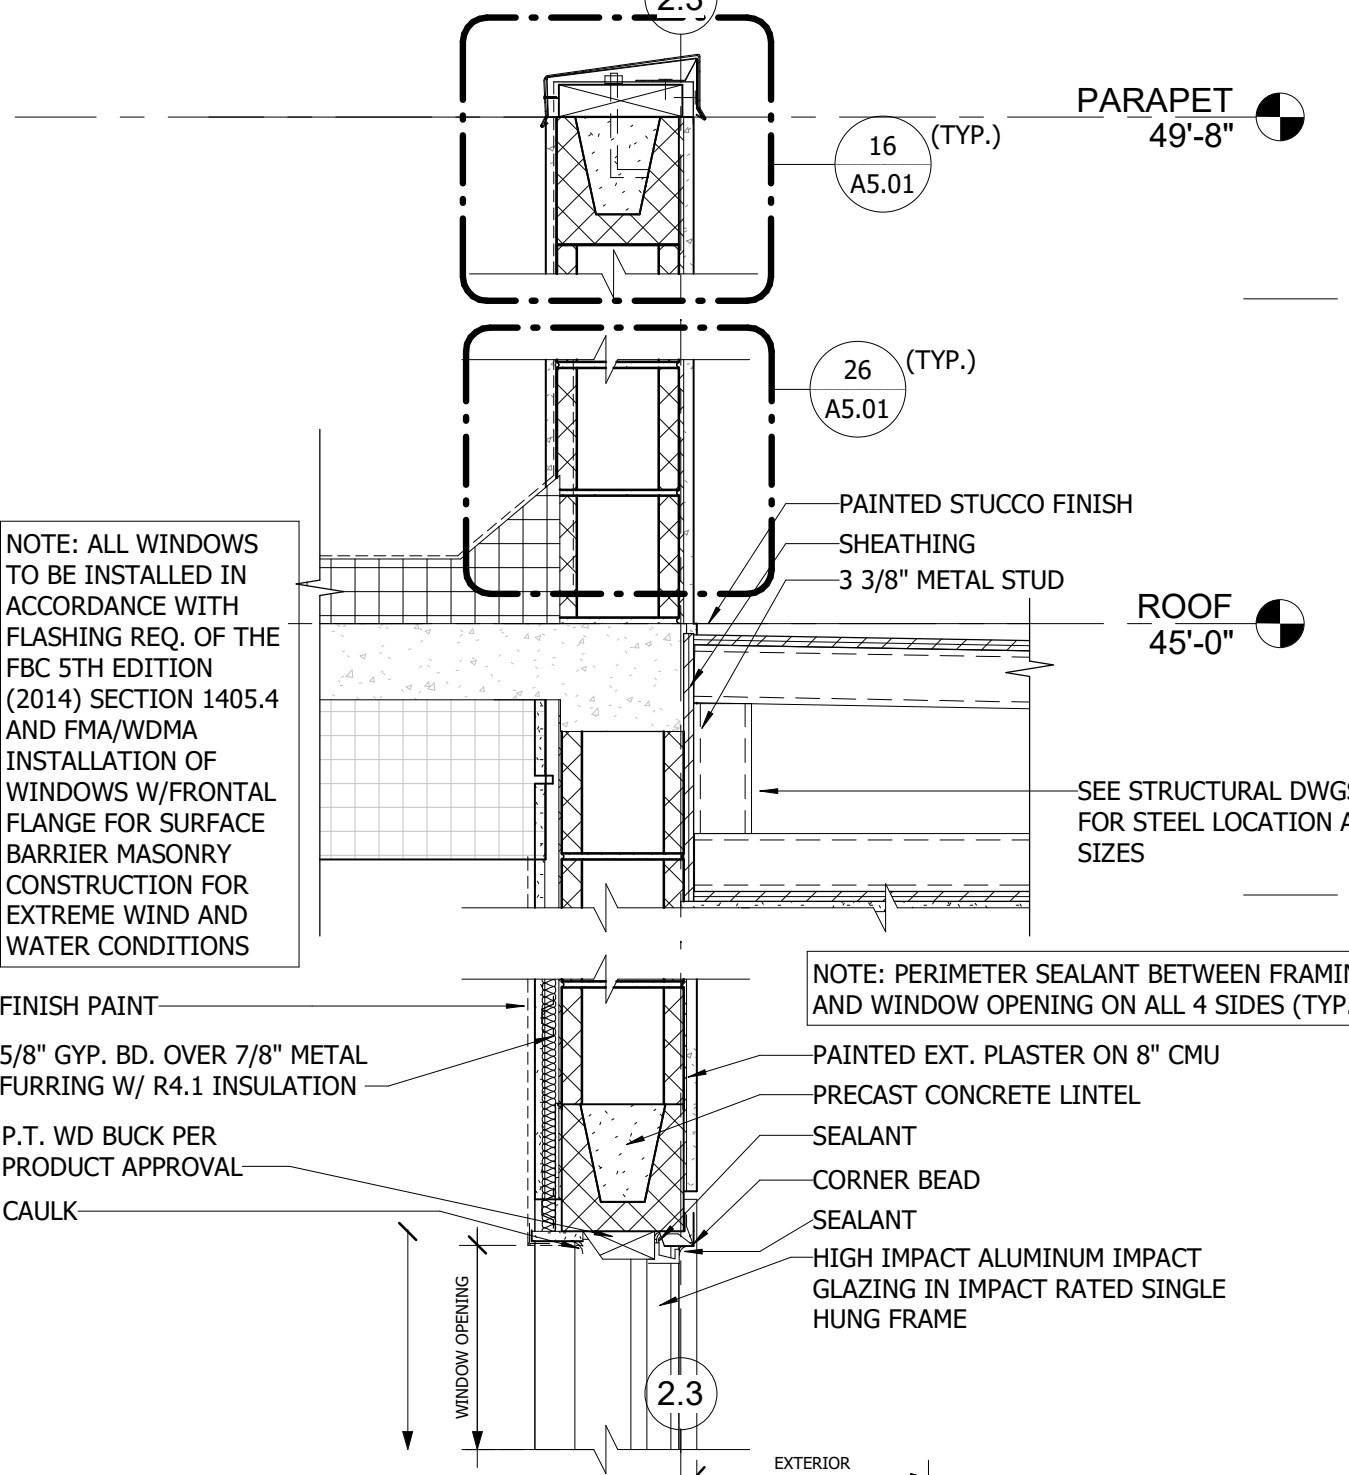 2.3
PARAPET
49'-8"
16
A5.01
(TYP.)
26
A5.01
(TYP.)
PAINTED STUCCO FINISH
SHEATHING
3 3/8" METAL STUD
ROOF
45'-0"
NOTE: ALL WINDOWS
TO BE INSTALLED IN
ACCORDANCE WITH
FLASHING REQ. OF THE
FBC 5TH EDITION
(2014) SECTION 1405.4
AND FMA/WDMA
INSTALLATION OF
WINDOWS W/FRONTAL
FLANGE FOR SURFACE
BARRIER MASONRY
CONSTRUCTION FOR
EXTREME WIND AND
WATER CONDITIONS
SEE STRUCTURAL DWGS
FOR STEEL LOCATION A
SIZES
NOTE: PERIMETER SEALANT BETWEEN FRAMIN
AND WINDOW OPENING ON ALL 4 SIDES (TYP.
FINISH PAINT
5/8" GYP. BD. OVER 7/8" METAL
FURRING W/ R4.1 INSULATION
P.T. WD BUCK PER
PRODUCT APPROVAL
CAULK
PAINTED EXT. PLASTER ON 8" CMU
PRECAST CONCRETE LINTEL
SEALANT
CORNER BEAD
SEALANT
HIGH IMPACT ALUMINUM IMPACT
GLAZING IN IMPACT RATED SINGLE
HUNG FRAME
WINDOW OPENING
2.3
EXTERIOR